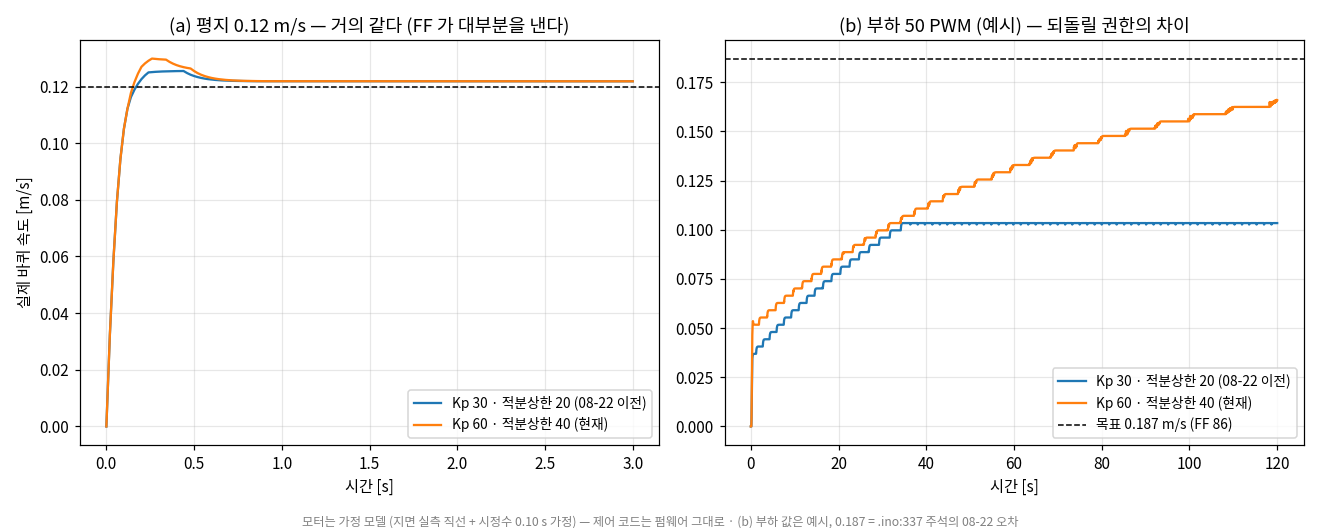 (a) 평지 0.12 m/s — 거의 같다 (FF 가 대부분을 낸다)
실제 바퀴 속도 [m/s]
0.12
0.10
0.08
0.06
0.04
0.02
0.00
0.0 0.5 1.0 1.5 2.0 2.5 3.0
시간 [s]
Kp 30 · 적분상한 20 (08-22 이전)
Kp 60 · 적분상한 40 (현재)
(b) 부하 50 PWM (예시) — 되돌릴 권한의 차이
0.175
0.150
0.125
0.100
0.075
0.050
0.025
0.000
0 20 40 60 80 100 120
시간 [s]
Kp 30 · 적분상한 20 (08-22 이전)
Kp 60 · 적분상한 40 (현재)
목표 0.187 m/s (FF 86)
모터는 가정 모델 (지면 실측 직선 + 시정수 0.10 s 가정) — 제어 코드는 펌웨어 그대로 · (b) 부하 값은 예시, 0.187 = .ino:337 주석의 08-22 오차